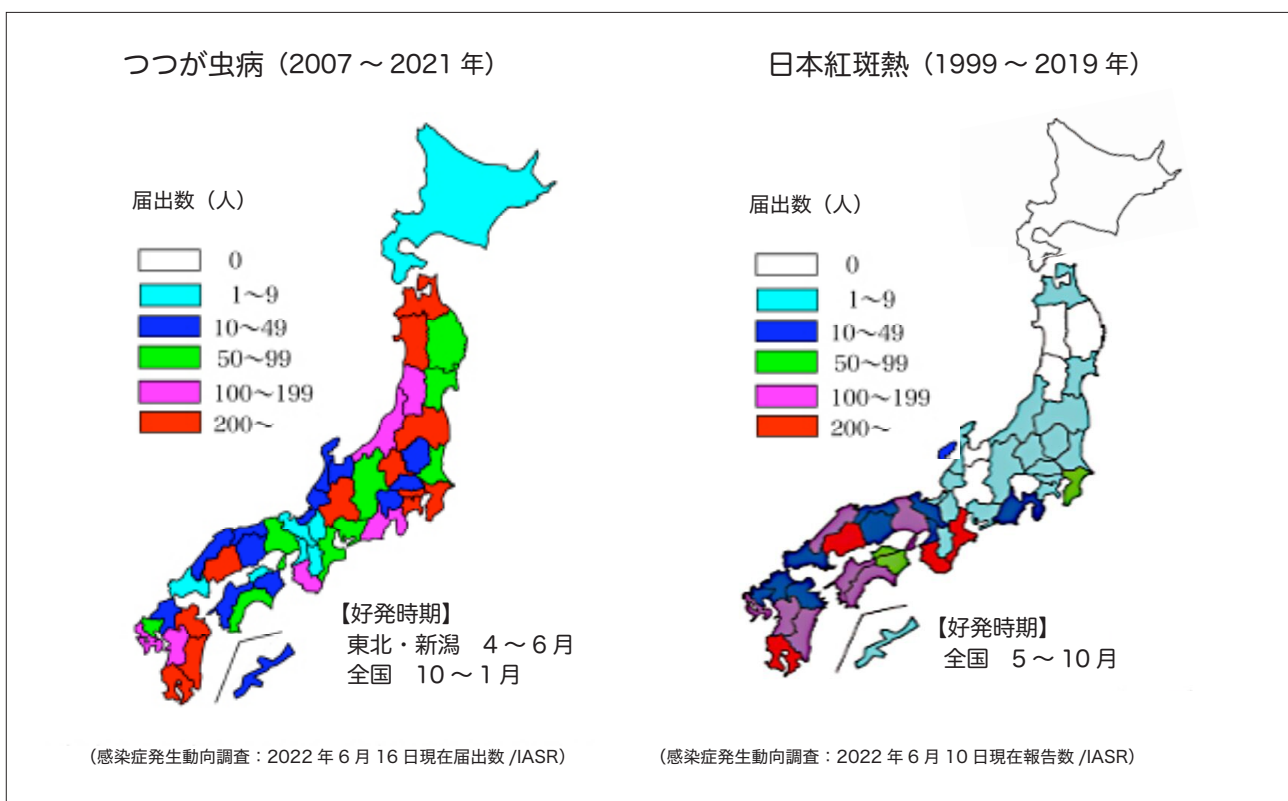 つつが虫病（2007 ～ 2021 年）
届出数（人）
0
1～9
10～49
50～99
100～199
200～
【好発時期】
東北・新潟　4 ～ 6 月
全国　10 ～ 1 月
（感染症発生動向調査：2022 年 6 月 16 日現在届出数 /IASR）
日本紅斑熱（1999 ～ 2019 年）
届出数（人）
0
1～9
10～49
50～99
100～199
200～
【好発時期】
全国　5 ～ 10 月
（感染症発生動向調査：2022 年 6 月 10 日現在報告数 /IASR）